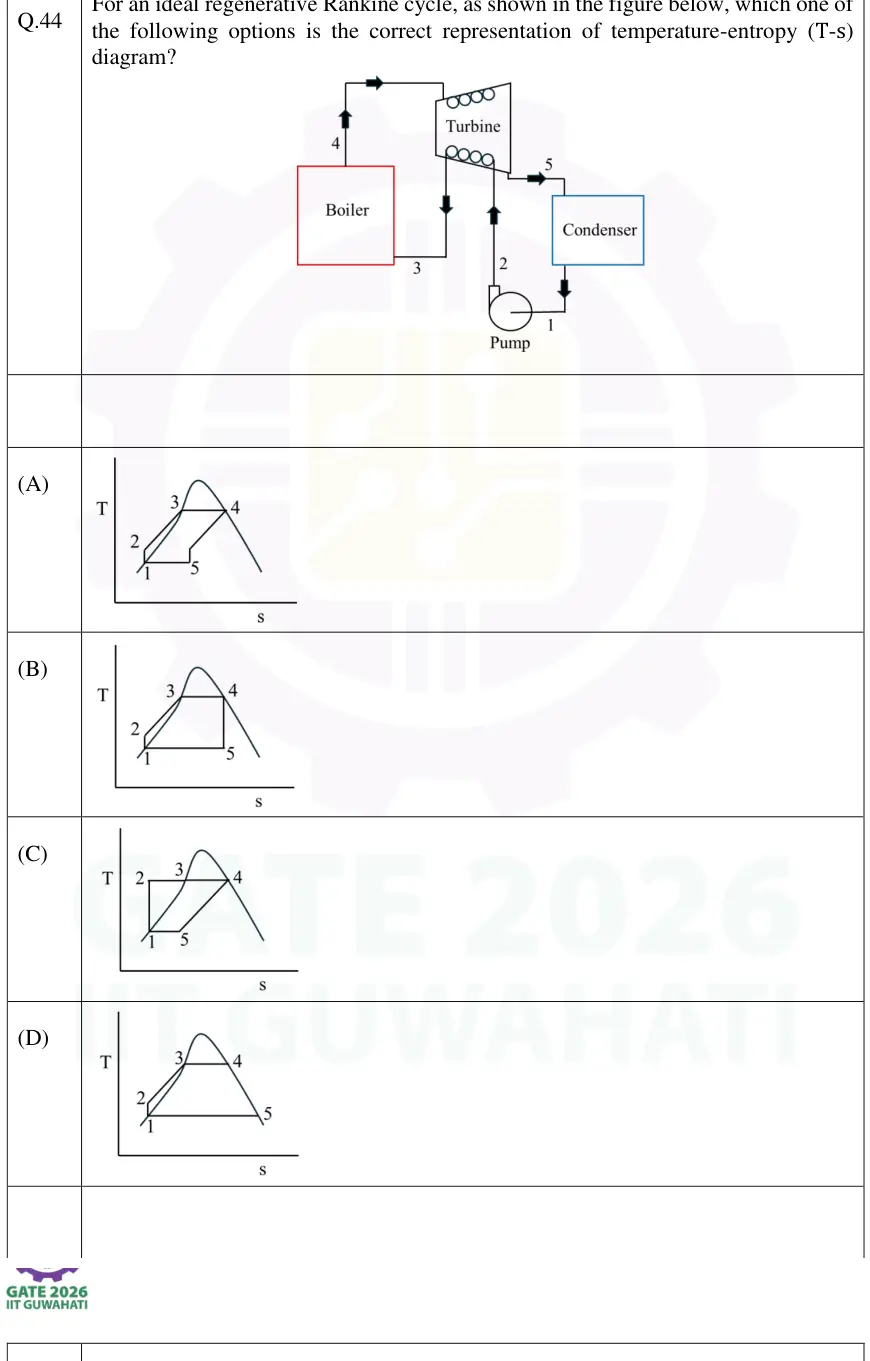 For an ideal regenerative Rankine cycle, as shown in the figure below, which one of
Q.44
the following options is the correct representation of temperature-entropy (T-s)
diagram?
Turbine
4
5
Boiler
Condenser
3
2
1
Pump
(A)
T
3
4
2
1
5
s
(B)
T
3
4
2
1
5
s
(C)
T
2
3
4
1
5
s
GATE 2026
IIT GUWAHATI
(D)
T
3
4
2
1
5
s
GATE 2026
IIT GUWAHATI